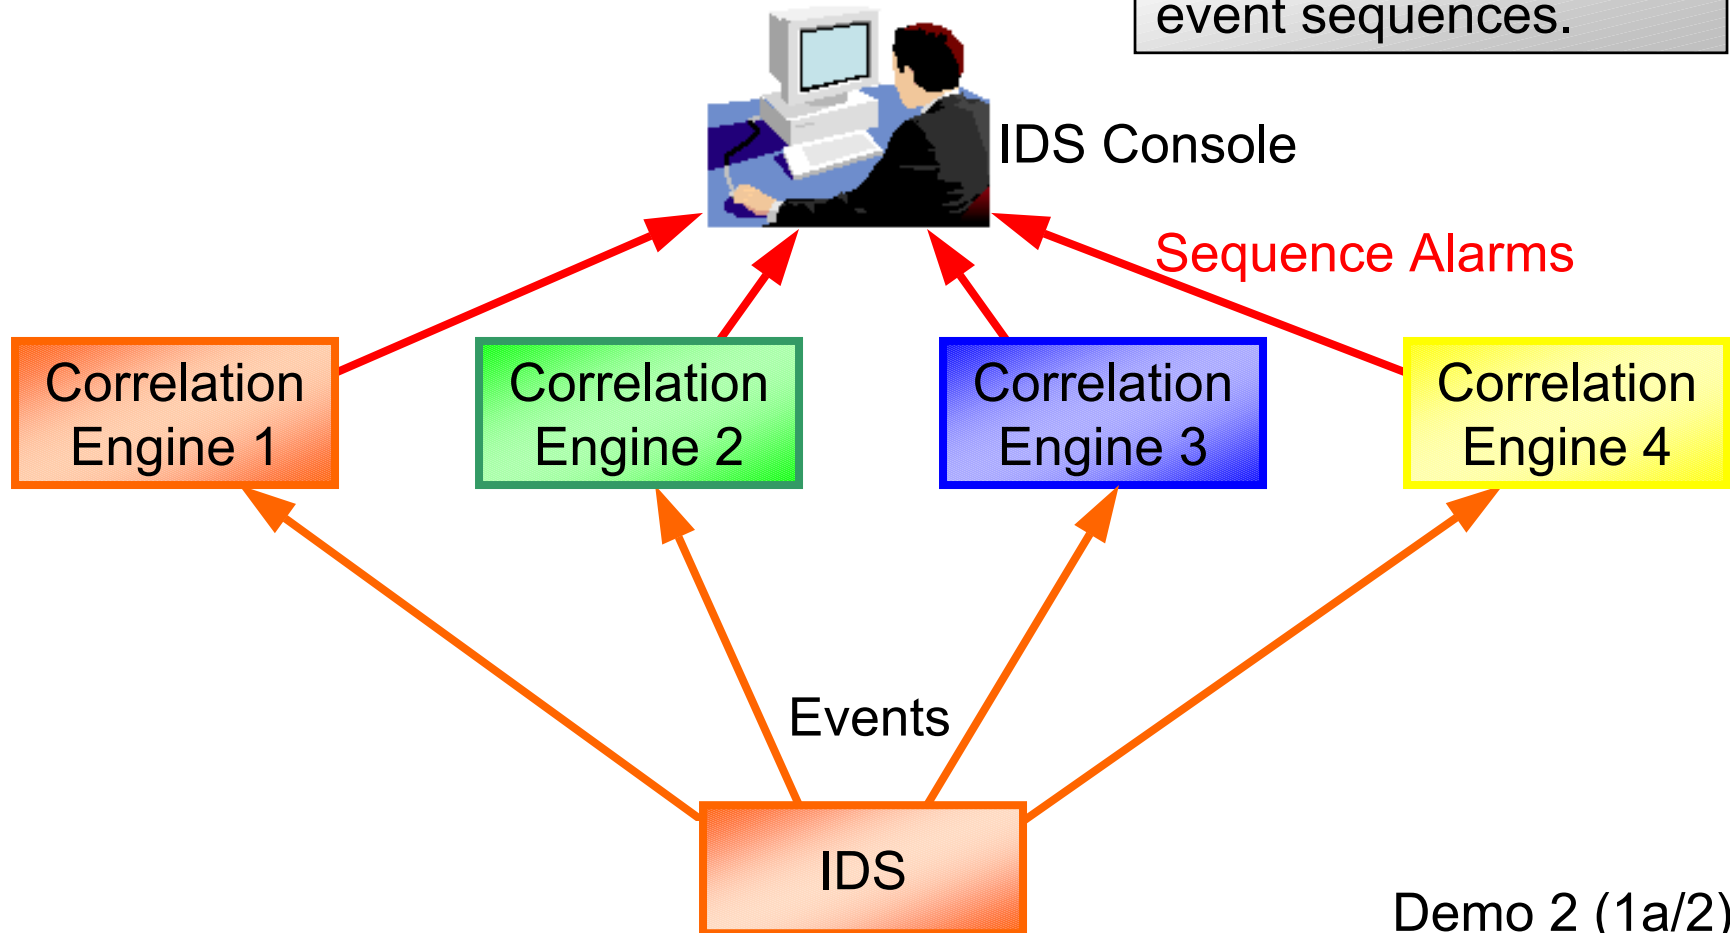 event sequences.
IDS Console
Sequence Alarms
Correlation
Engine 1
Correlation
Engine 2
Correlation
Engine 3
Correlation
Engine 4
Events
IDS
Demo 2 (1a/2)